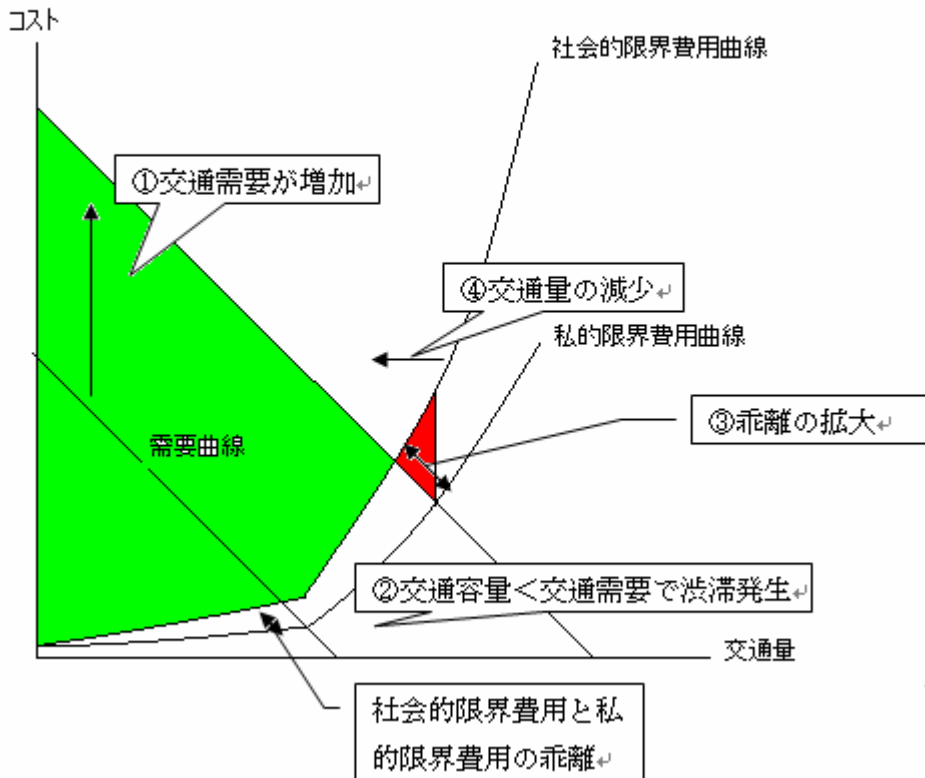 コスト
社会的限界費用曲線
①交通需要が増加↵
④交通量の減少↵
私的限界費用曲線
③乖離の拡大↵
需要曲線
②交通容量＜交通需要で渋滞発生↵
交通量
社会的限界費用と私
的限界費用の乖離↵